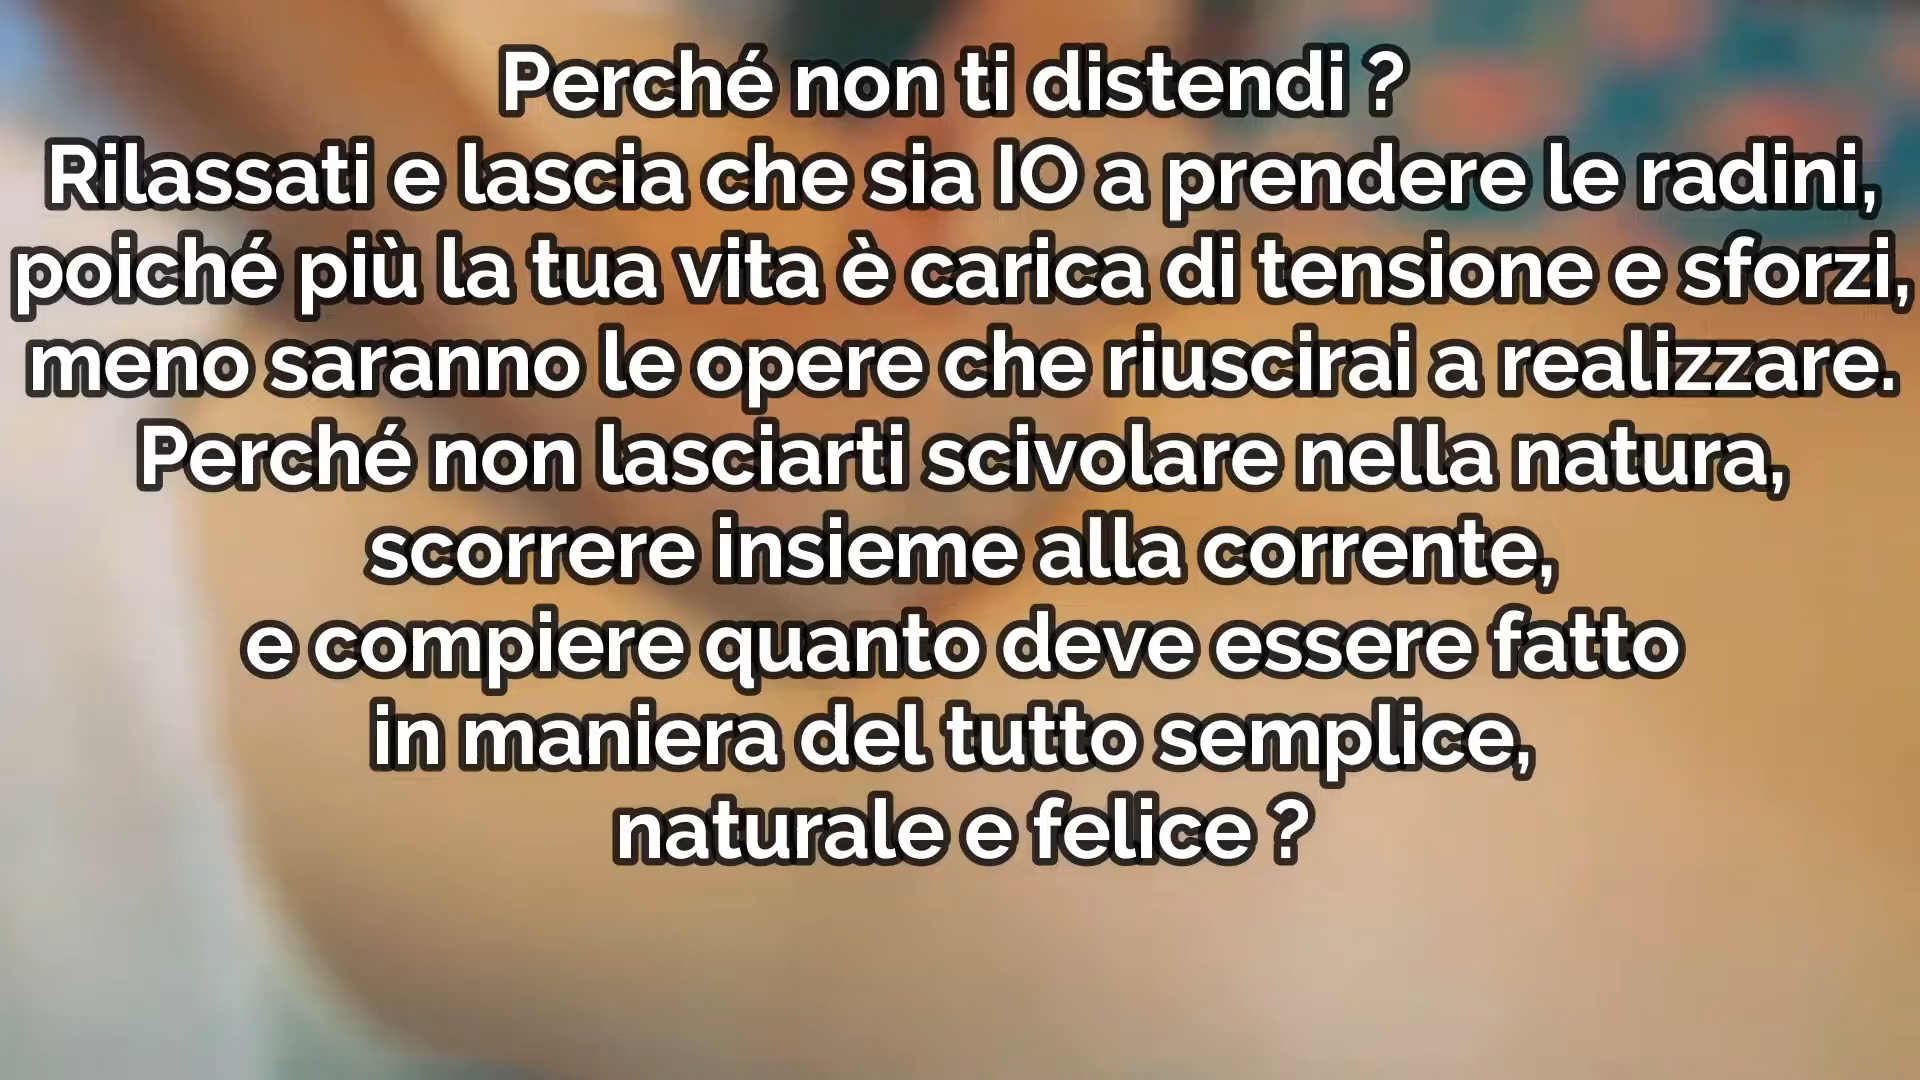 Perché non ti distendi ?
Rilassati e lascia che sia IO a prendere le radini,
poiché più la tua vita è carica di tensione e sforzi,
meno saranno le opere che riuscirai a realizzare.
Perché non lasciarti scivolare nella natura,
scorrere insieme alla corrente,
e compiere quanto deve essere fatto
in maniera del tutto semplice,
naturale e felice ?